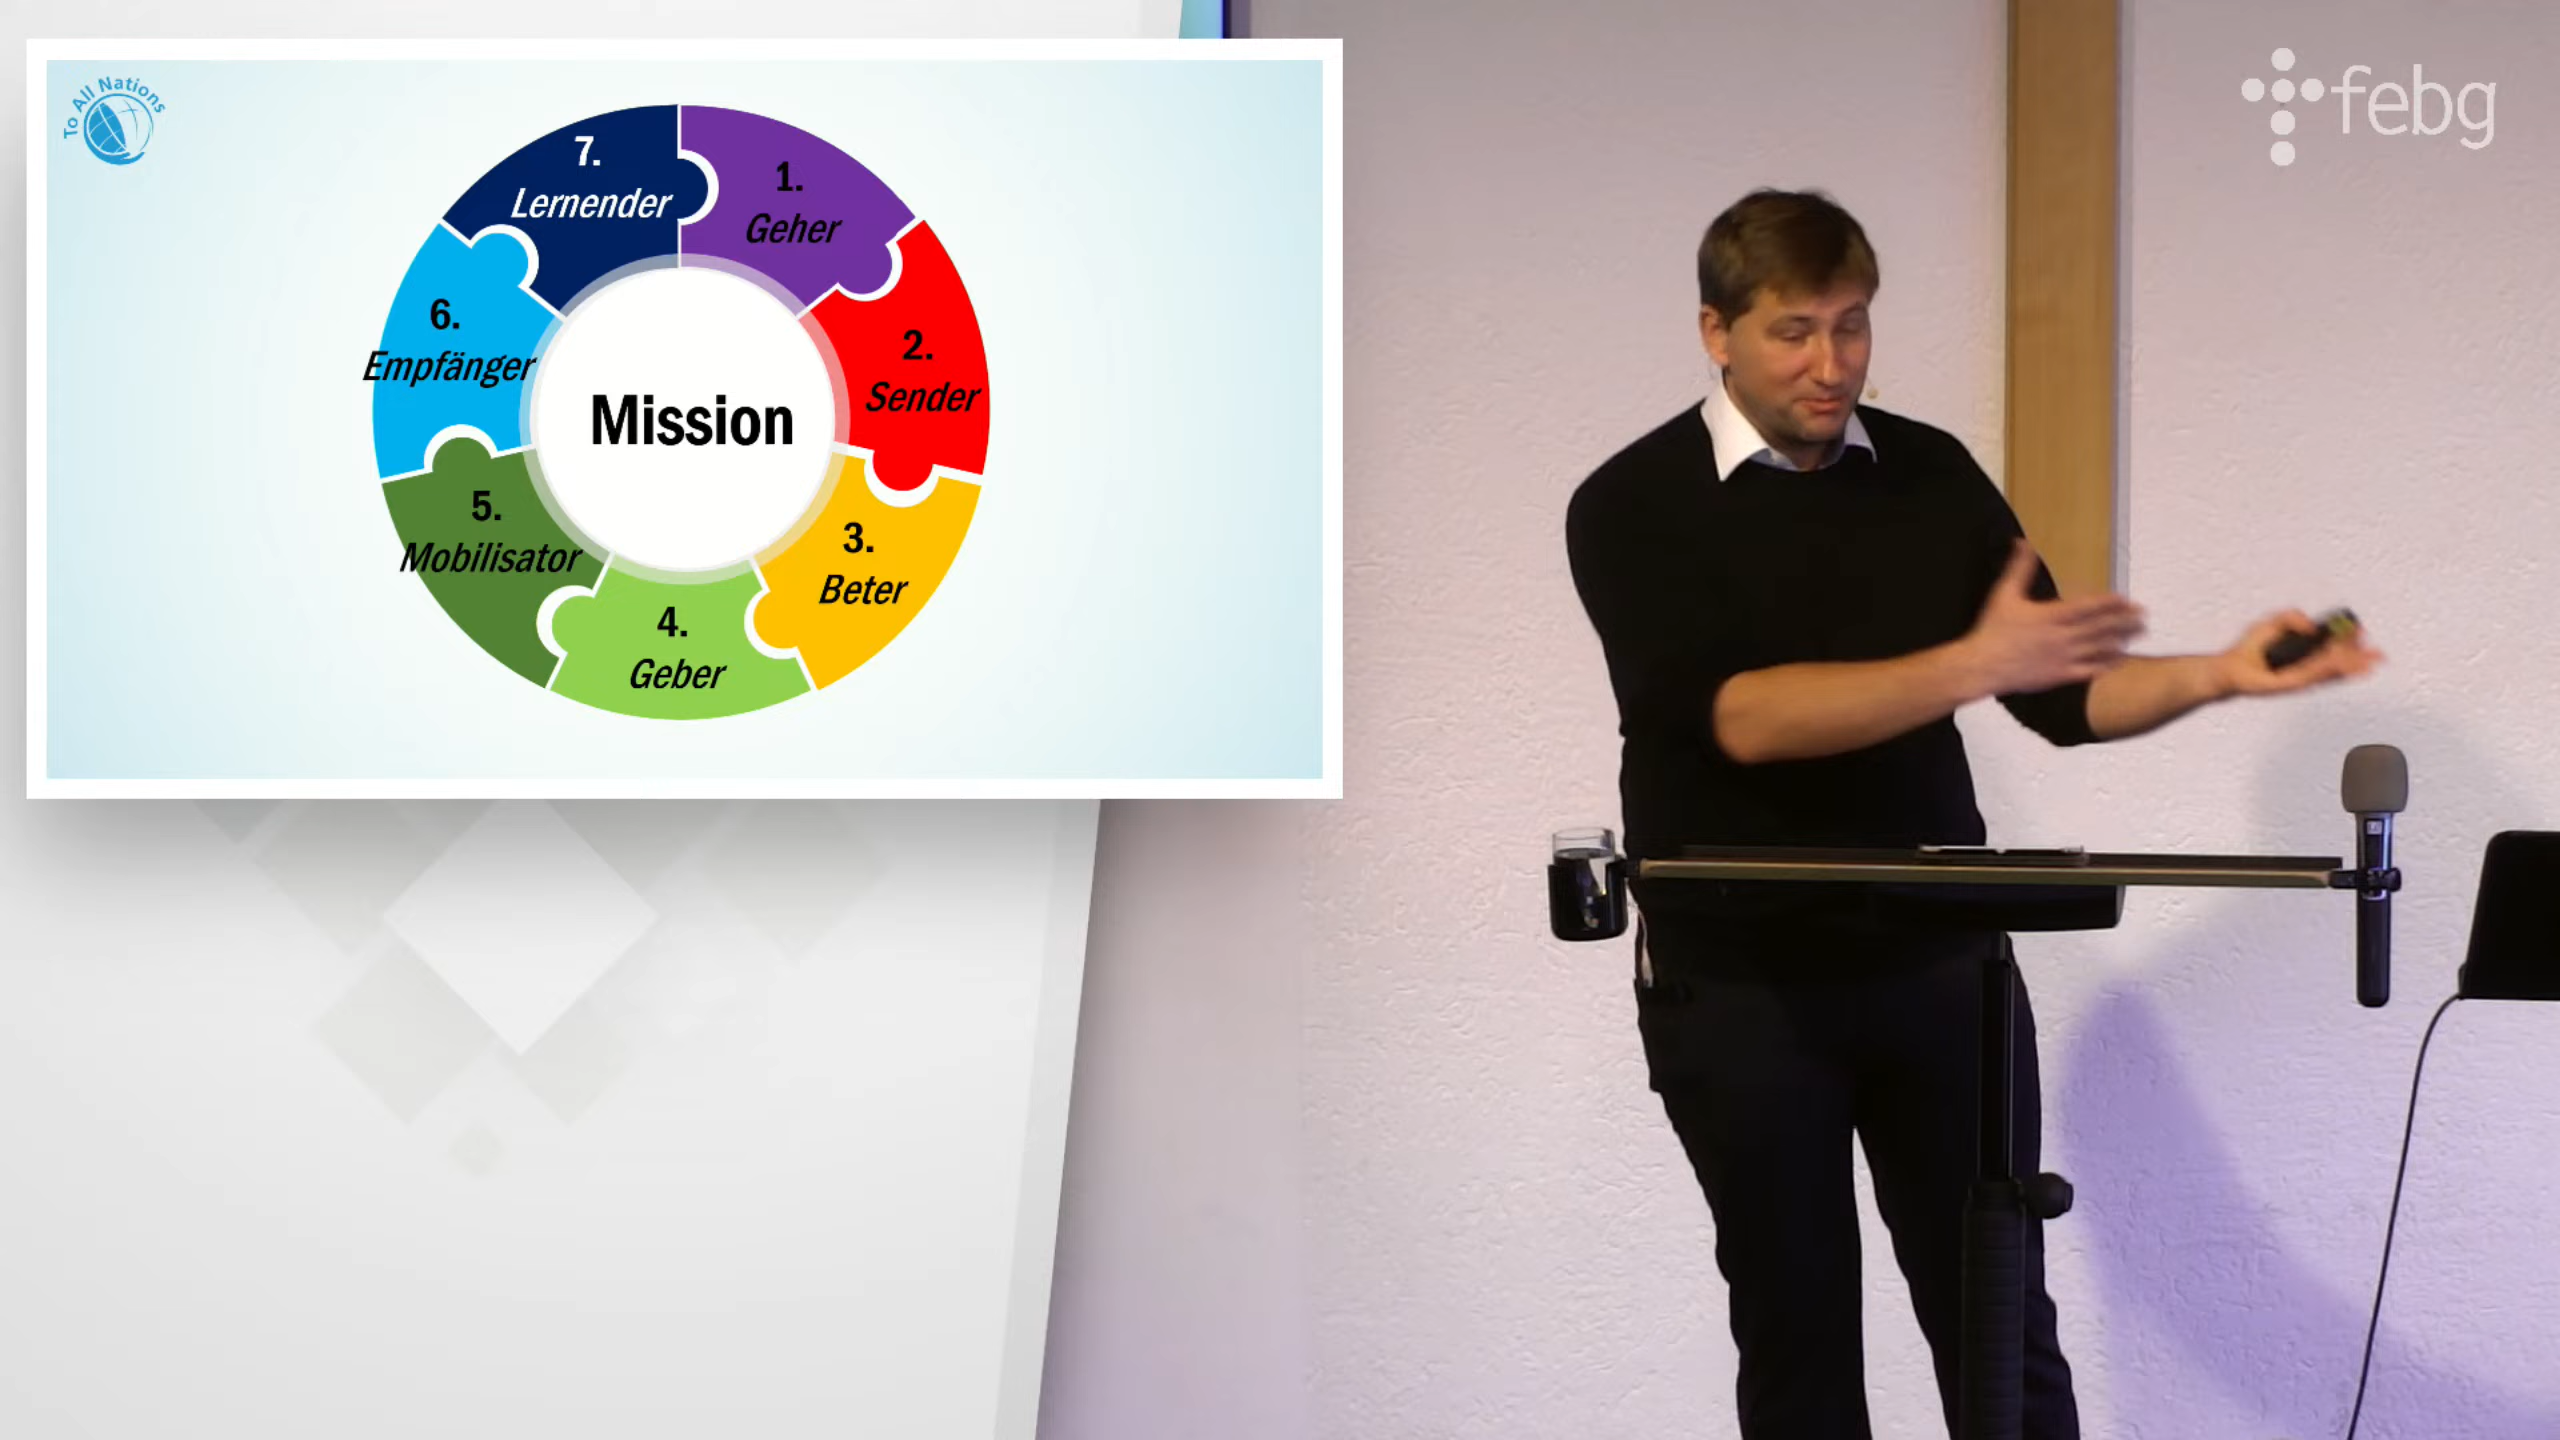 To All Nations
febg
7.
Lernender
1.
Geher
6.
Empfänger
2.
Sender
Mission
5.
Mobilisator
3.
Beter
4.
Geber